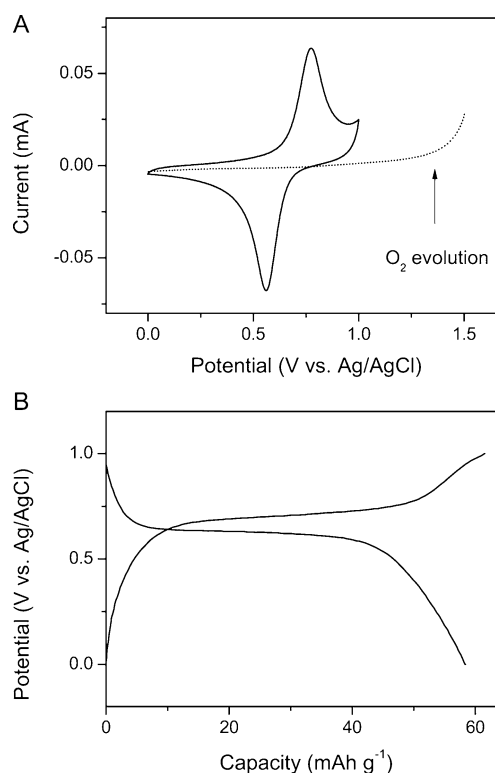 A
0.05
0.00
-0.05
Current (mA)
O₂ evolution
0.0 0.5 1.0 1.5
Potential (V vs. Ag/AgCl)
B
1.0
0.5
0.0
Potential (V vs. Ag/AgCl)
0 20 40 60
Capacity (mAh g⁻¹)